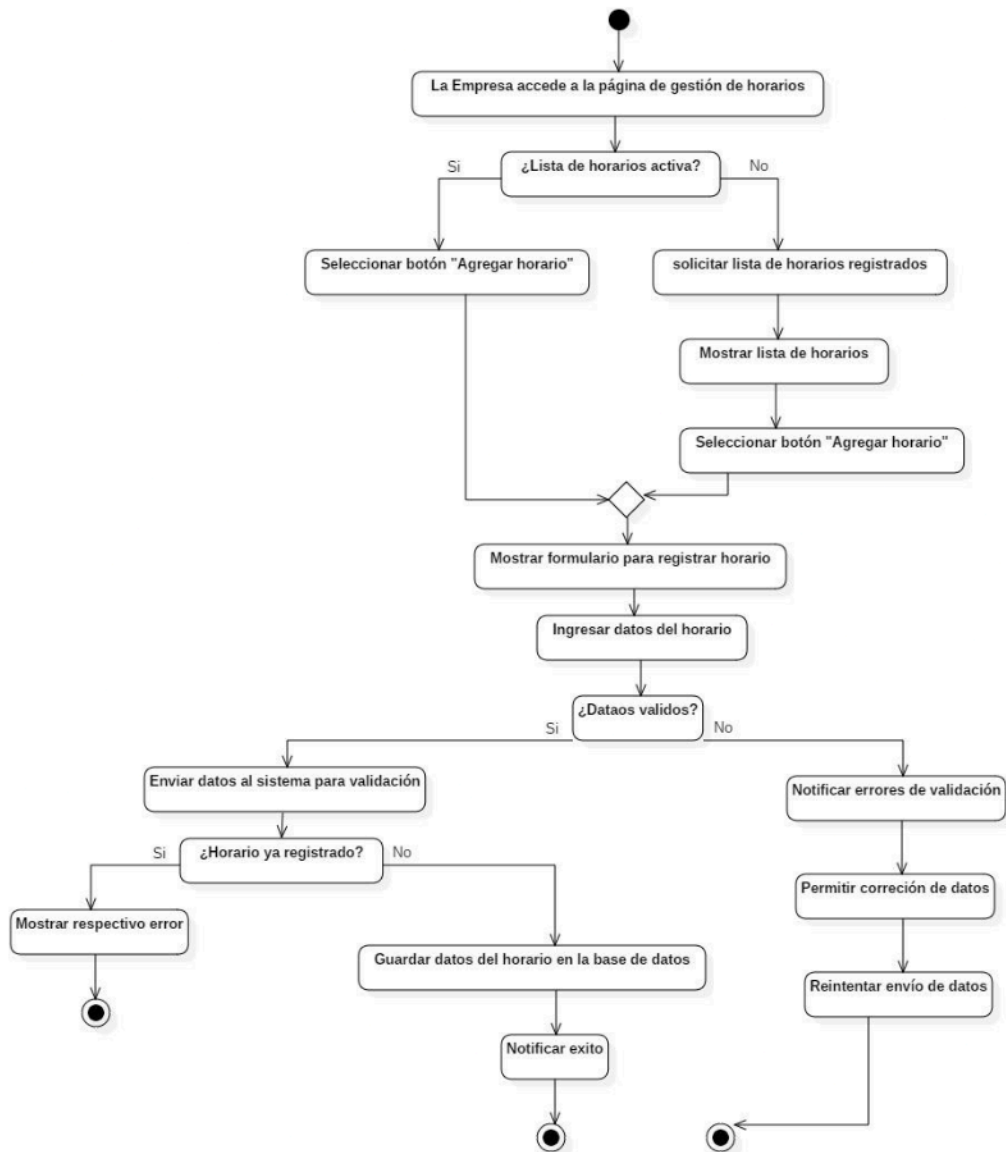 La Empresa accede a la página de gestión de horarios
Si
¿Lista de horarios activa?
No
Seleccionar botón "Agregar horario"
solicitar lista de horarios registrados
Mostrar lista de horarios
Seleccionar botón "Agregar horario"
Mostrar formulario para registrar horario
Ingresar datos del horario
¿Dataos validos?
Si
No
Enviar datos al sistema para validación
Notificar errores de validación
Si
¿Horario ya registrado?
No
Permitir correción de datos
Mostrar respectivo error
Guardar datos del horario en la base de datos
Reintentar envío de datos
Notificar exito